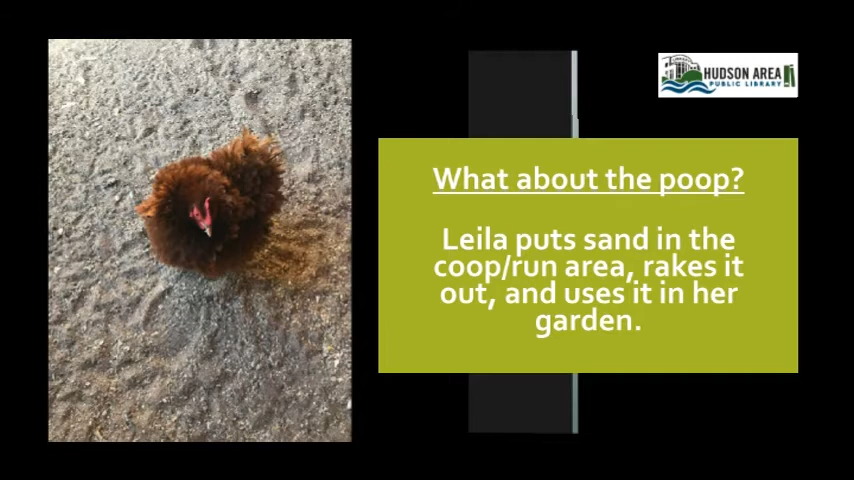 HUDSON AREA
PUBLIC LIBRARY
What about the poop?
Leila puts sand in the
coop/run area, rakes it
out, and uses it in her
garden.